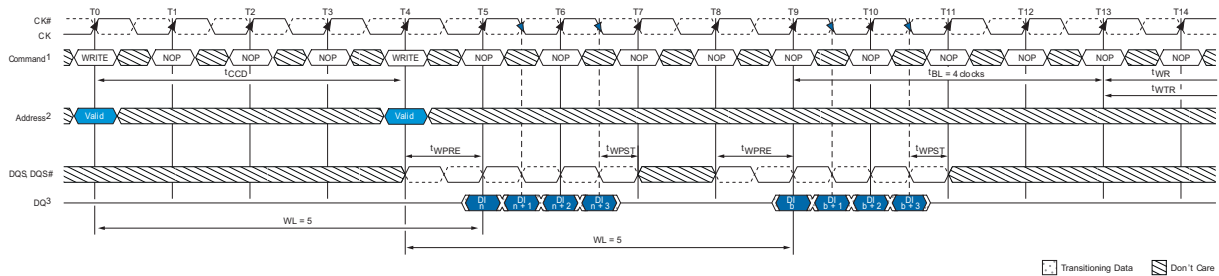 T0 T1 T2 T3 T4 T5 T6 T7 T8 T9 T10 T11 T12 T13 T14
CK#
CK
Command1 WRITE NOP NOP NOP WRITE NOP NOP NOP NOP NOP NOP NOP NOP NOP NOP
tCCD tBL = 4 clocks tWR
tWTR
Address2 Valid Valid
tWPRE tWPST tWPRE tWPST
DQS, DQS#
DQ3 DI n DI n + 1 DI n + 2 DI n + 3 DI b DI b + 1 DI b + 2 DI b + 3
WL = 5
WL = 5
Transitioning Data Don't Care